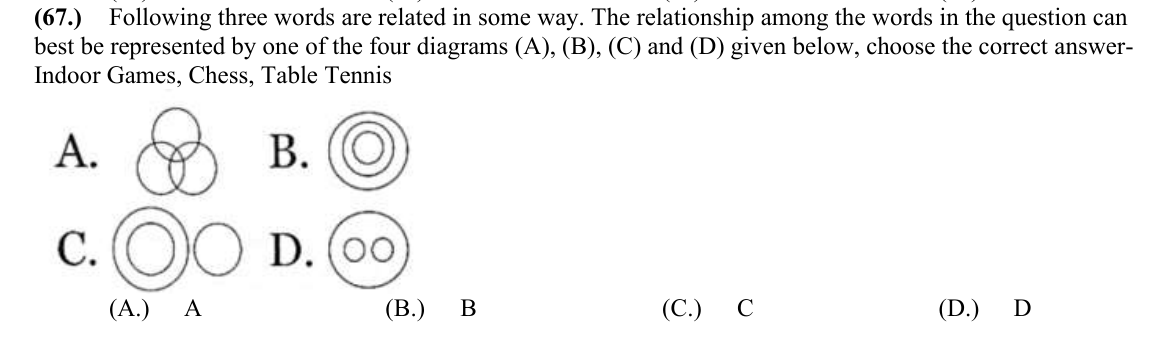 (67.) Following three words are related in some way. The relationship among the words in the question can
best be represented by one of the four diagrams (A), (B), (C) and (D) given below, choose the correct answer-
Indoor Games, Chess, Table Tennis
A. B.
C. D.
(A.) A (B.) B (C.) C (D.) D